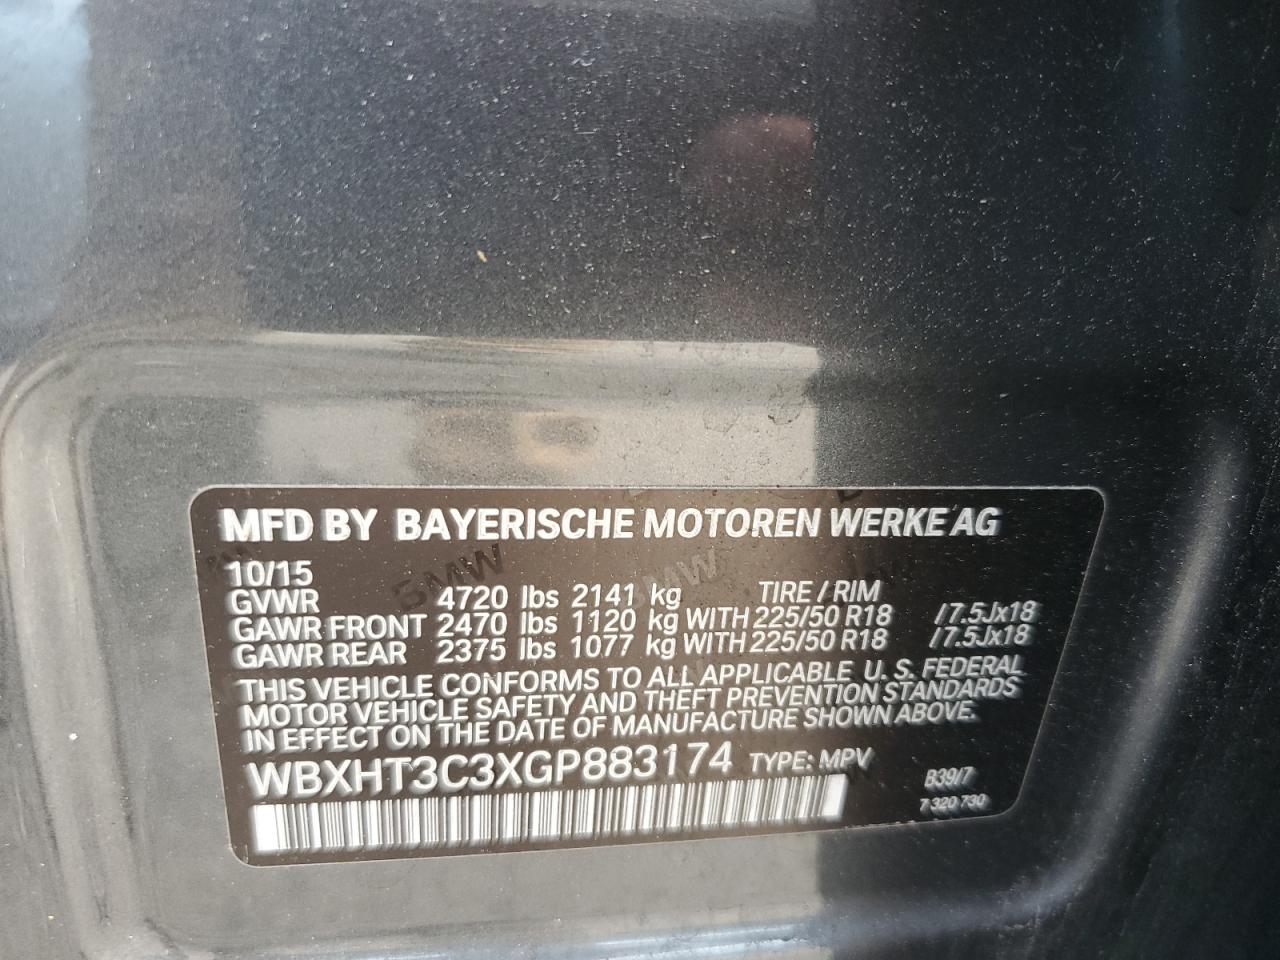 MFD BY BAYERISCHE MOTOREN WERKE AG
10/15
GVWR 4720 lbs 2141 kg TIRE / RIM
GAWR FRONT 2470 lbs 1120 kg WITH 225/50 R18 /7.5Jx18
GAWR REAR 2375 lbs 1077 kg WITH 225/50 R18 /7.5Jx18
THIS VEHICLE CONFORMS TO ALL APPLICABLE U. S. FEDERAL
MOTOR VEHICLE SAFETY AND THEFT PREVENTION STANDARDS
IN EFFECT ON THE DATE OF MANUFACTURE SHOWN ABOVE.
WBXHT3C3XGP883174 TYPE: MPV
B39/7
7 320 730
BMW